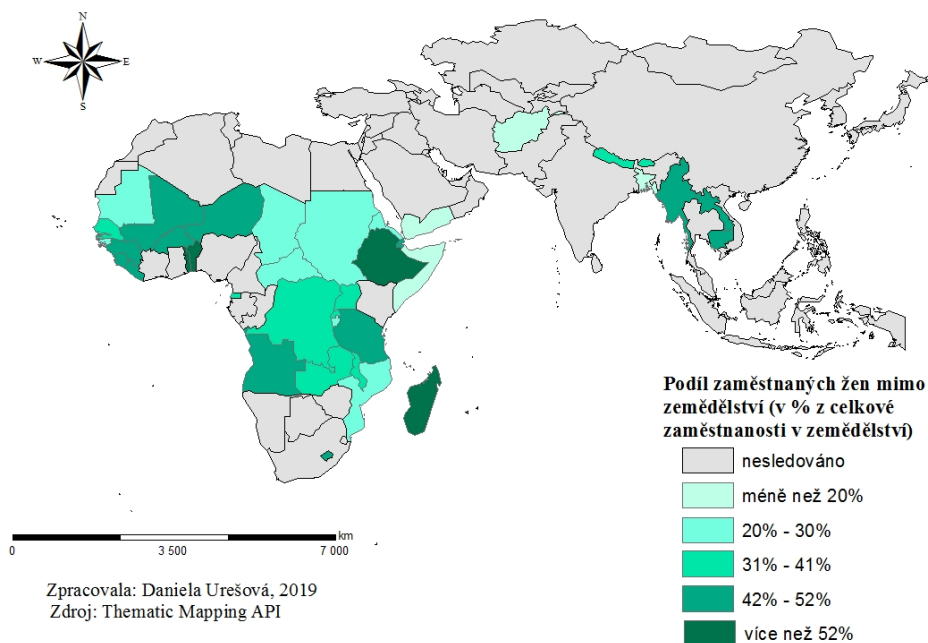 N
W E
S
Podíl zaměstnaných žen mimo
zemědělství (v % z celkové
zaměstnanosti v zemědělství)
nesledováno
méně než 20%
20% - 30%
31% - 41%
42% - 52%
více než 52%
km
0 3 500 7 000
Zpracovala: Daniela Urešová, 2019
Zdroj: Thematic Mapping API